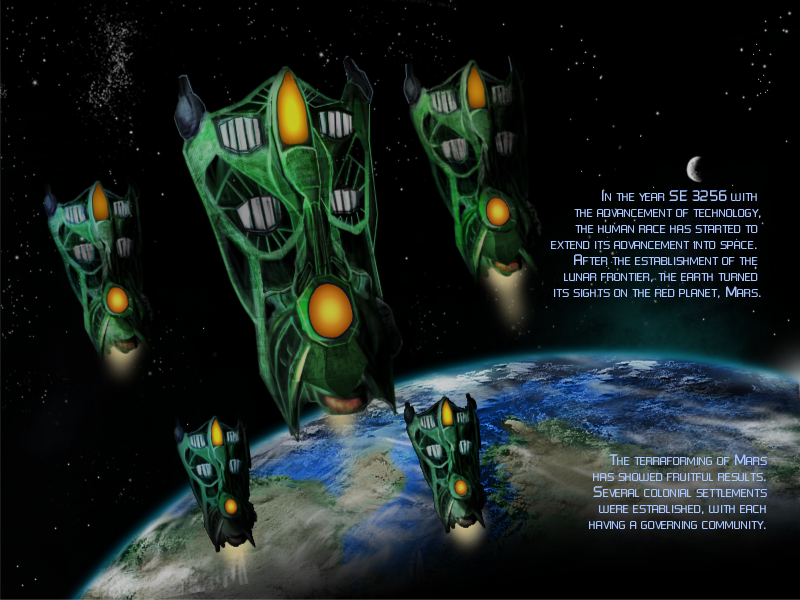 In the year SE 3256 with
the advancement of technology,
the human race has started to
extend its advancement into space.
After the establishment of the
lunar frontier, the earth turned
its sights on the red planet, Mars.
The terraforming of Mars
has showed fruitful results.
Several colonial settlements
were established, with each
having a governing community.